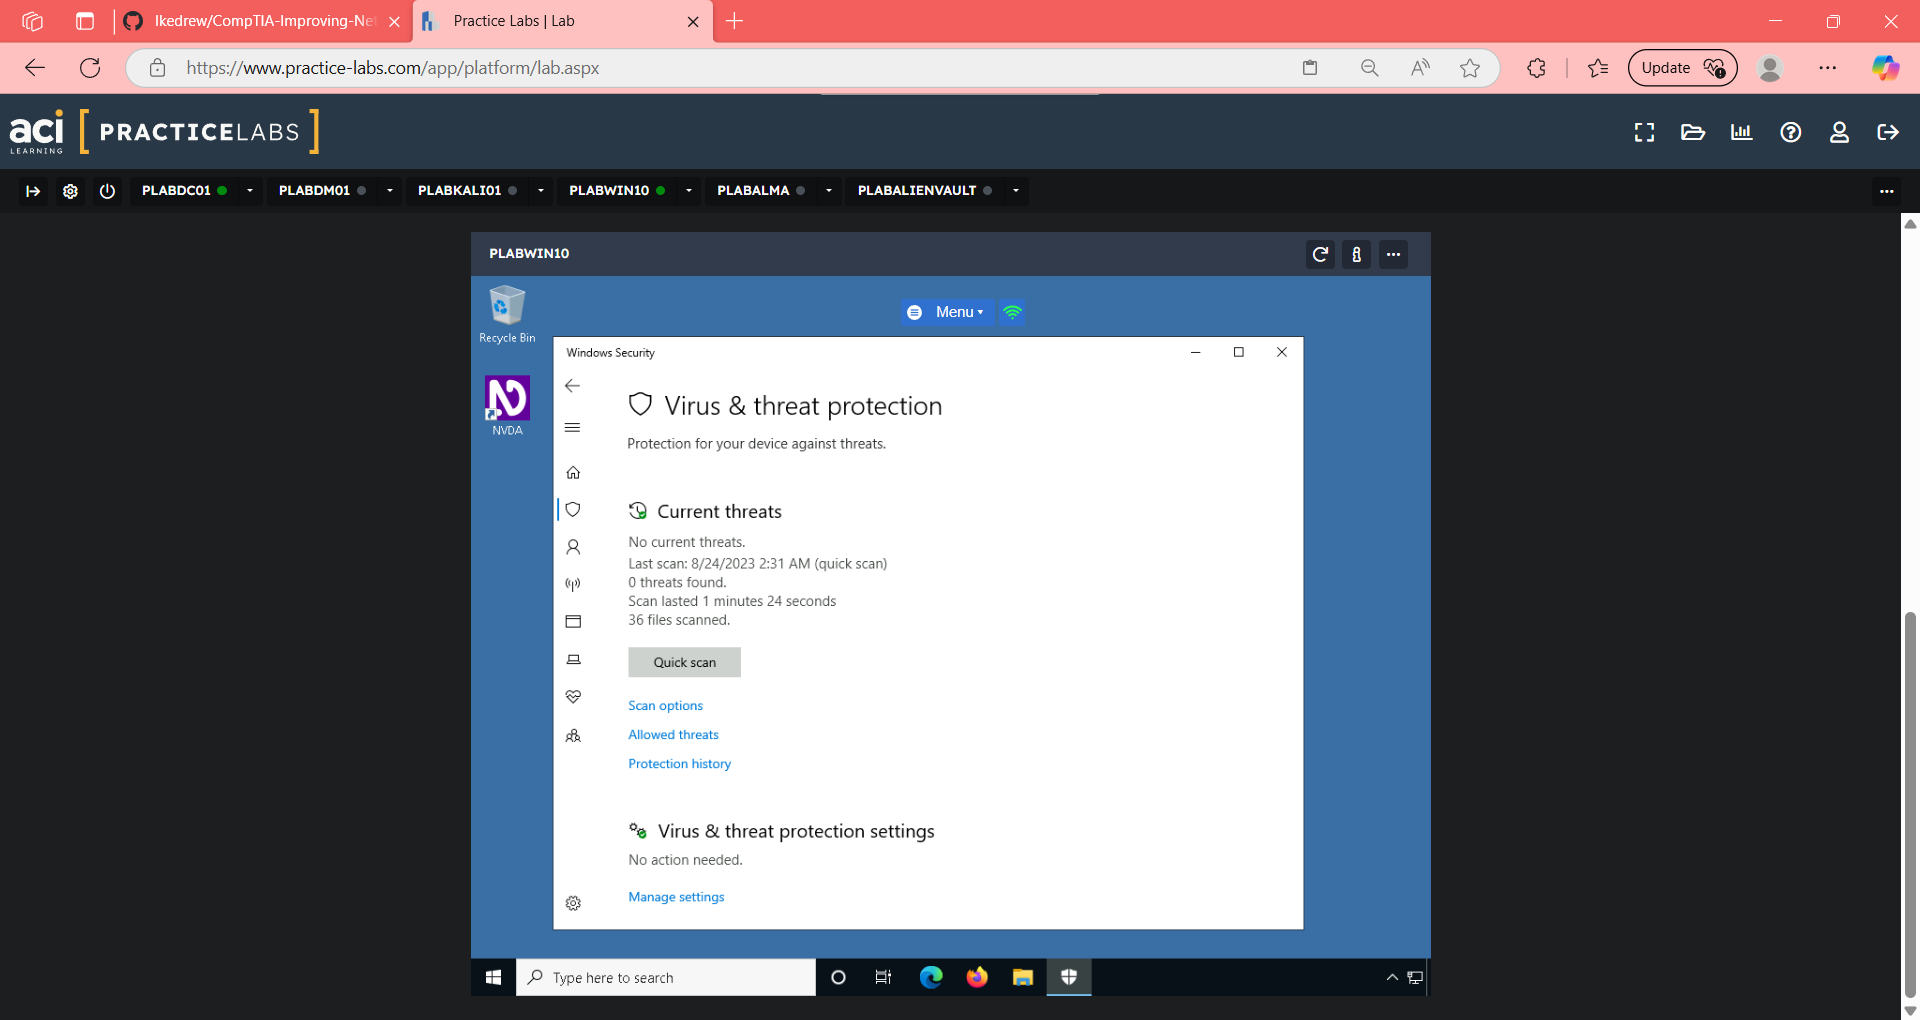 Ikedrew/CompTIA-Improving-Net
Practice Labs | Lab
https://www.practice-labs.com/app/platform/lab.aspx
Update
aci LEARNING [ PRACTICELABS ]
PLABDC01
PLABDM01
PLABKALI01
PLABWIN10
PLABALMA
PLABALIENVAULT
PLABWIN10
Recycle Bin
Menu
NVDA
Windows Security
Virus & threat protection
Protection for your device against threats.
Current threats
No current threats.
Last scan: 8/24/2023 2:31 AM (quick scan)
0 threats found.
Scan lasted 1 minutes 24 seconds
36 files scanned.
Quick scan
Scan options
Allowed threats
Protection history
Virus & threat protection settings
No action needed.
Manage settings
Type here to search